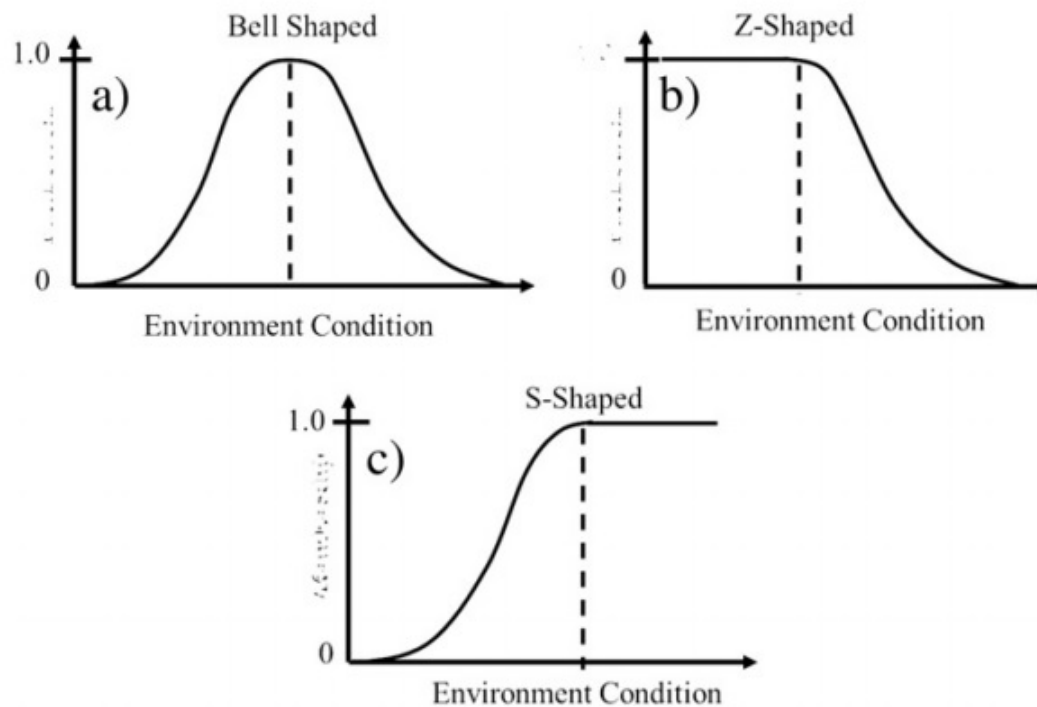 Bell Shaped
1.0
a)
0
Environment Condition
Z-Shaped
b)
0
Environment Condition
S-Shaped
1.0
c)
0
Environment Condition